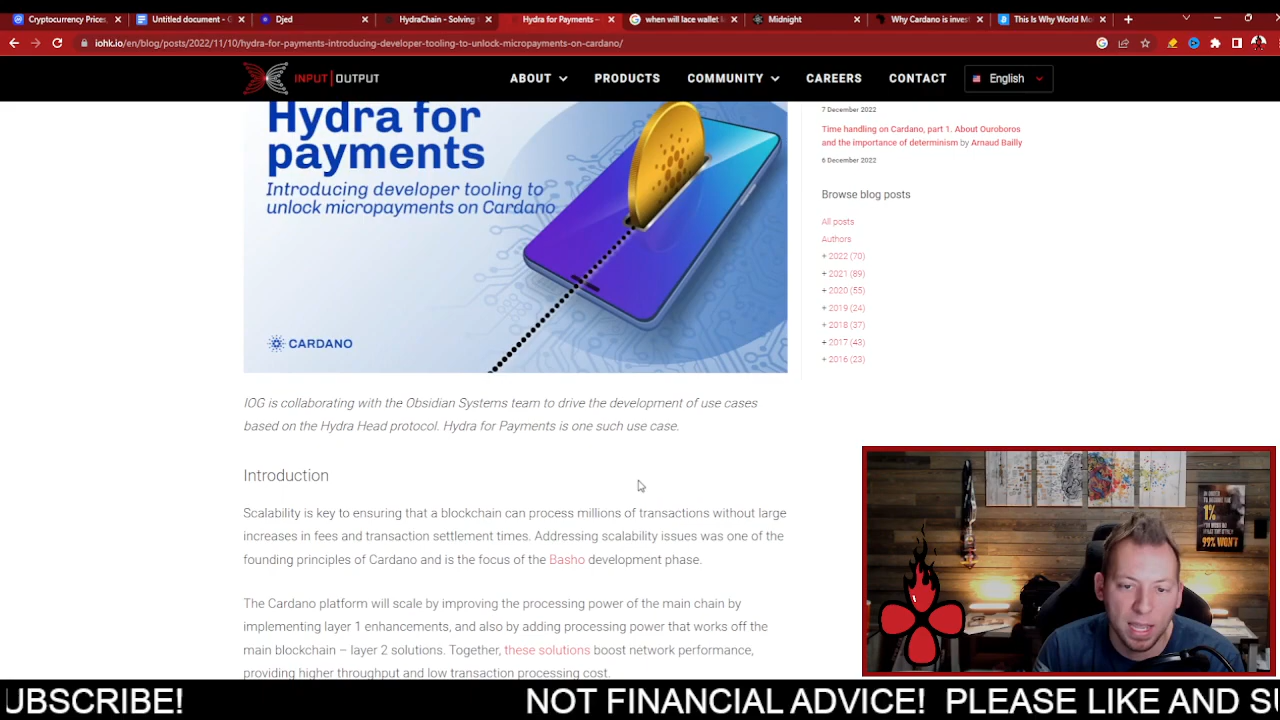 Cryptocurrency Prices,
Untitled document - G
Djed
HydraChain - Solving
Hydra for Payments –
when will lace wallet
Midnight
Why Cardano is invest
This Is Why World Mo
iohk.io/en/blog/posts/2022/11/10/hydra-for-payments-introducing-developer-tooling-to-unlock-micropayments-on-cardano/
INPUT | OUTPUT
ABOUT
PRODUCTS
COMMUNITY
CAREERS
CONTACT
English
Hydra for
payments
Introducing developer tooling to
unlock micropayments on Cardano
CARDANO
7 December 2022
Time handling on Cardano, part 1. About Ouroboros
and the importance of determinism by Arnaud Bailly
6 December 2022
Browse blog posts
All posts
Authors
+ 2022 (70)
+ 2021 (89)
+ 2020 (55)
+ 2019 (24)
+ 2018 (37)
+ 2017 (43)
+ 2016 (23)
IOG is collaborating with the Obsidian Systems team to drive the development of use cases
based on the Hydra Head protocol. Hydra for Payments is one such use case.
Introduction
Scalability is key to ensuring that a blockchain can process millions of transactions without large
increases in fees and transaction settlement times. Addressing scalability issues was one of the
founding principles of Cardano and is the focus of the Basho development phase.
The Cardano platform will scale by improving the processing power of the main chain by
implementing layer 1 enhancements, and also by adding processing power that works off the
main blockchain – layer 2 solutions. Together, these solutions boost network performance,
providing higher throughput and low transaction processing cost.
1%
99% WON'T
UBSCRIBE!
NOT FINANCIAL ADVICE! PLEASE LIKE AND SU